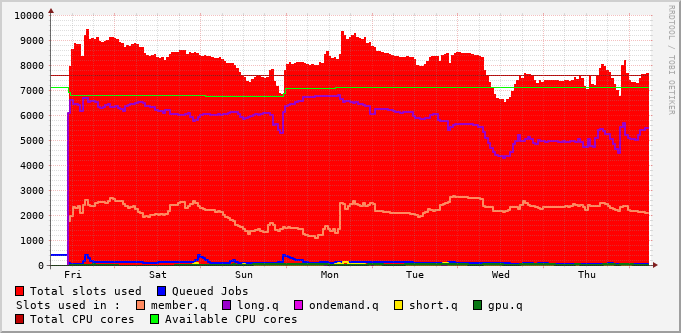 10000
9000
8000
7000
6000
5000
4000
3000
2000
1000
0
Fri Sat Sun Mon Tue Wed Thu
RRDTOOL / TOBI OETIKER
Total slots used Queued Jobs
Slots used in : member.q long.q ondemand.q short.q gpu.q
Total CPU cores Available CPU cores